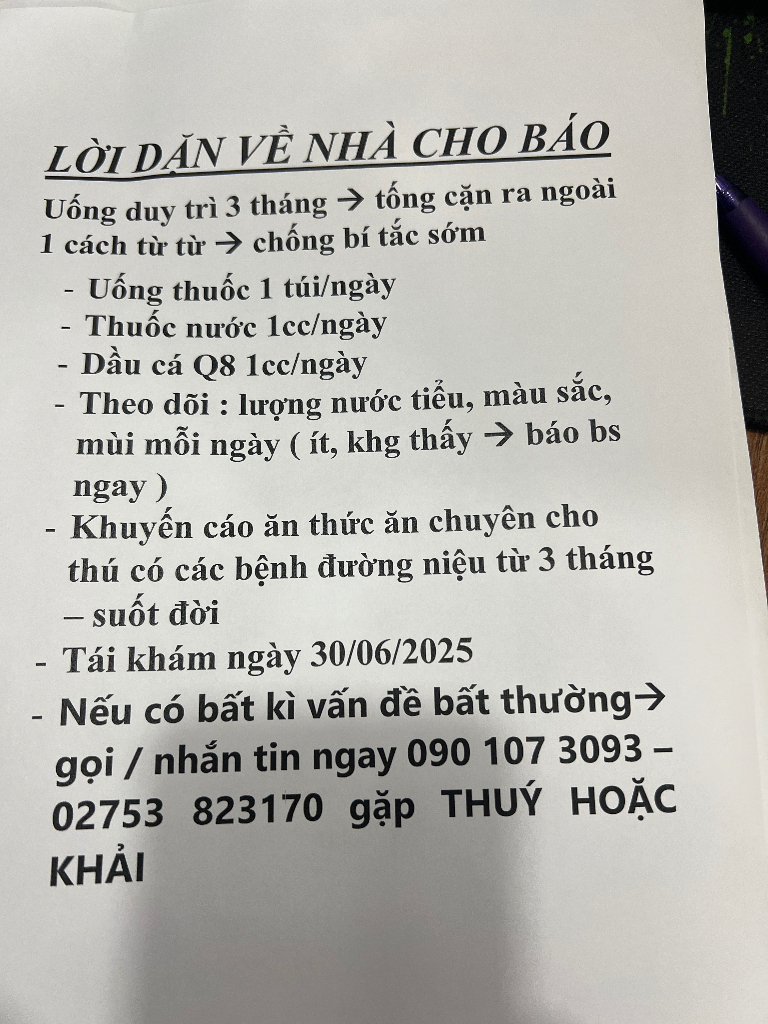 LỜI DẶN VỀ NHÀ CHO BÁO
Uống duy trì 3 tháng → tống cặn ra ngoài
1 cách từ từ → chống bí tắc sớm
- Uống thuốc 1 túi/ngày
- Thuốc nước 1cc/ngày
- Dầu cá Q8 1cc/ngày
- Theo dõi : lượng nước tiểu, màu sắc,
mùi mỗi ngày ( ít, khg thấy → báo bs
ngay )
- Khuyến cáo ăn thức ăn chuyên cho
thú có các bệnh đường niệu từ 3 tháng
– suốt đời
- Tái khám ngày 30/06/2025
- Nếu có bất kì vấn đề bất thường→
gọi / nhắn tin ngay 090 107 3093 –
02753 823170 gặp THUÝ HOẶC
KHẢI